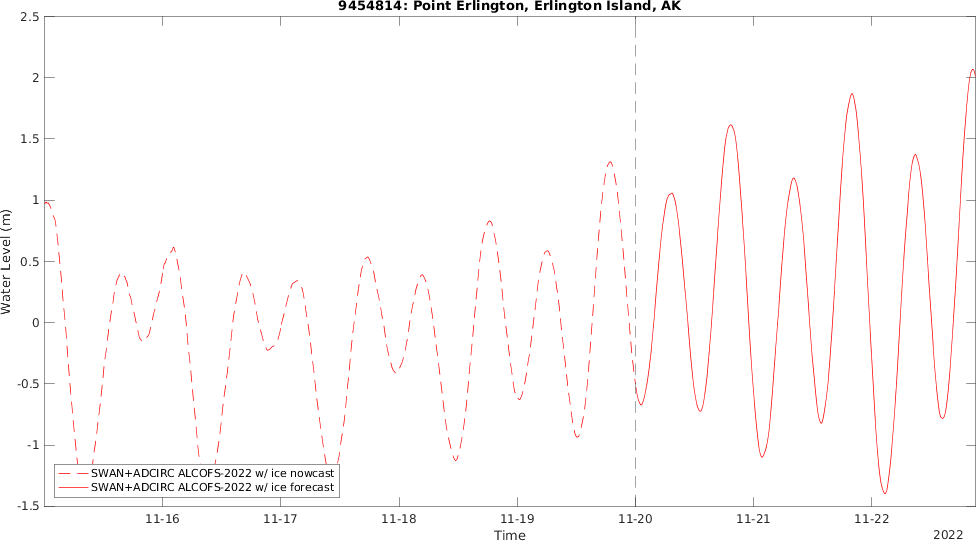 9454814: Point Erlington, Erlington Island, AK
2.5
2
1.5
1
0.5
0
-0.5
-1
-1.5
Water Level (m)
SWAN+ADCIRC ALCOFS-2022 w/ ice nowcast
SWAN+ADCIRC ALCOFS-2022 w/ ice forecast
11-16 11-17 11-18 11-19 11-20 11-21 11-22
Time
2022